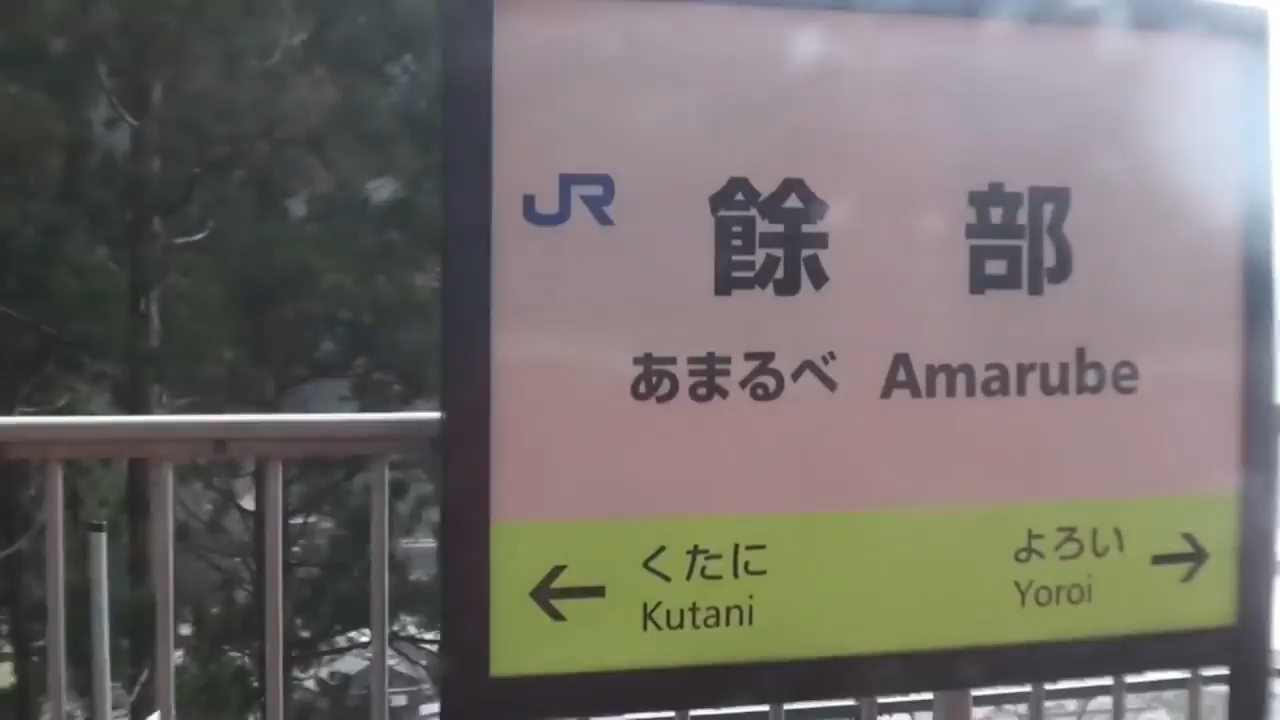 JR
餘部
あまるべ Amarube
← くたに
Kutani
よろい →
Yoroi